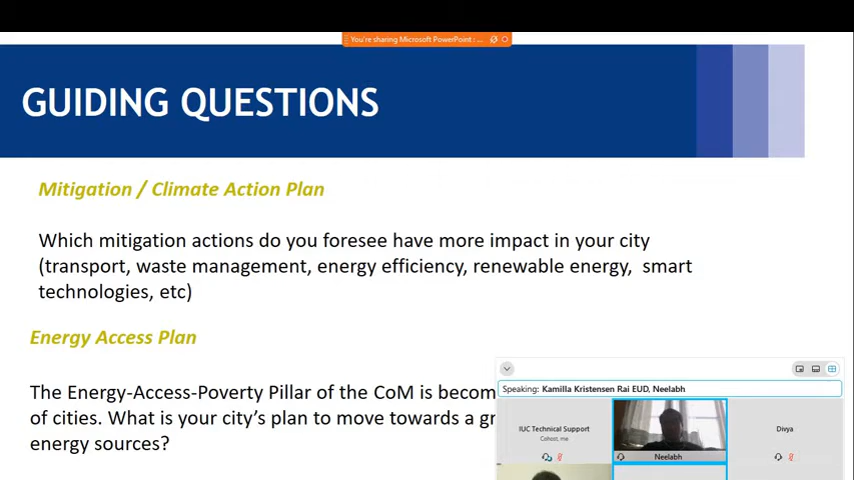 You're sharing Microsoft PowerPoint : ...
GUIDING QUESTIONS
Mitigation / Climate Action Plan
Which mitigation actions do you foresee have more impact in your city
(transport, waste management, energy efficiency, renewable energy, smart
technologies, etc)
Energy Access Plan
The Energy-Access-Poverty Pillar of the CoM is becom
of cities. What is your city's plan to move towards a gr
energy sources?
Speaking: Kamilla Kristensen Rai EUD, Neelabh
IUC Technical Support
Cohost, me
Neelabh
Divya